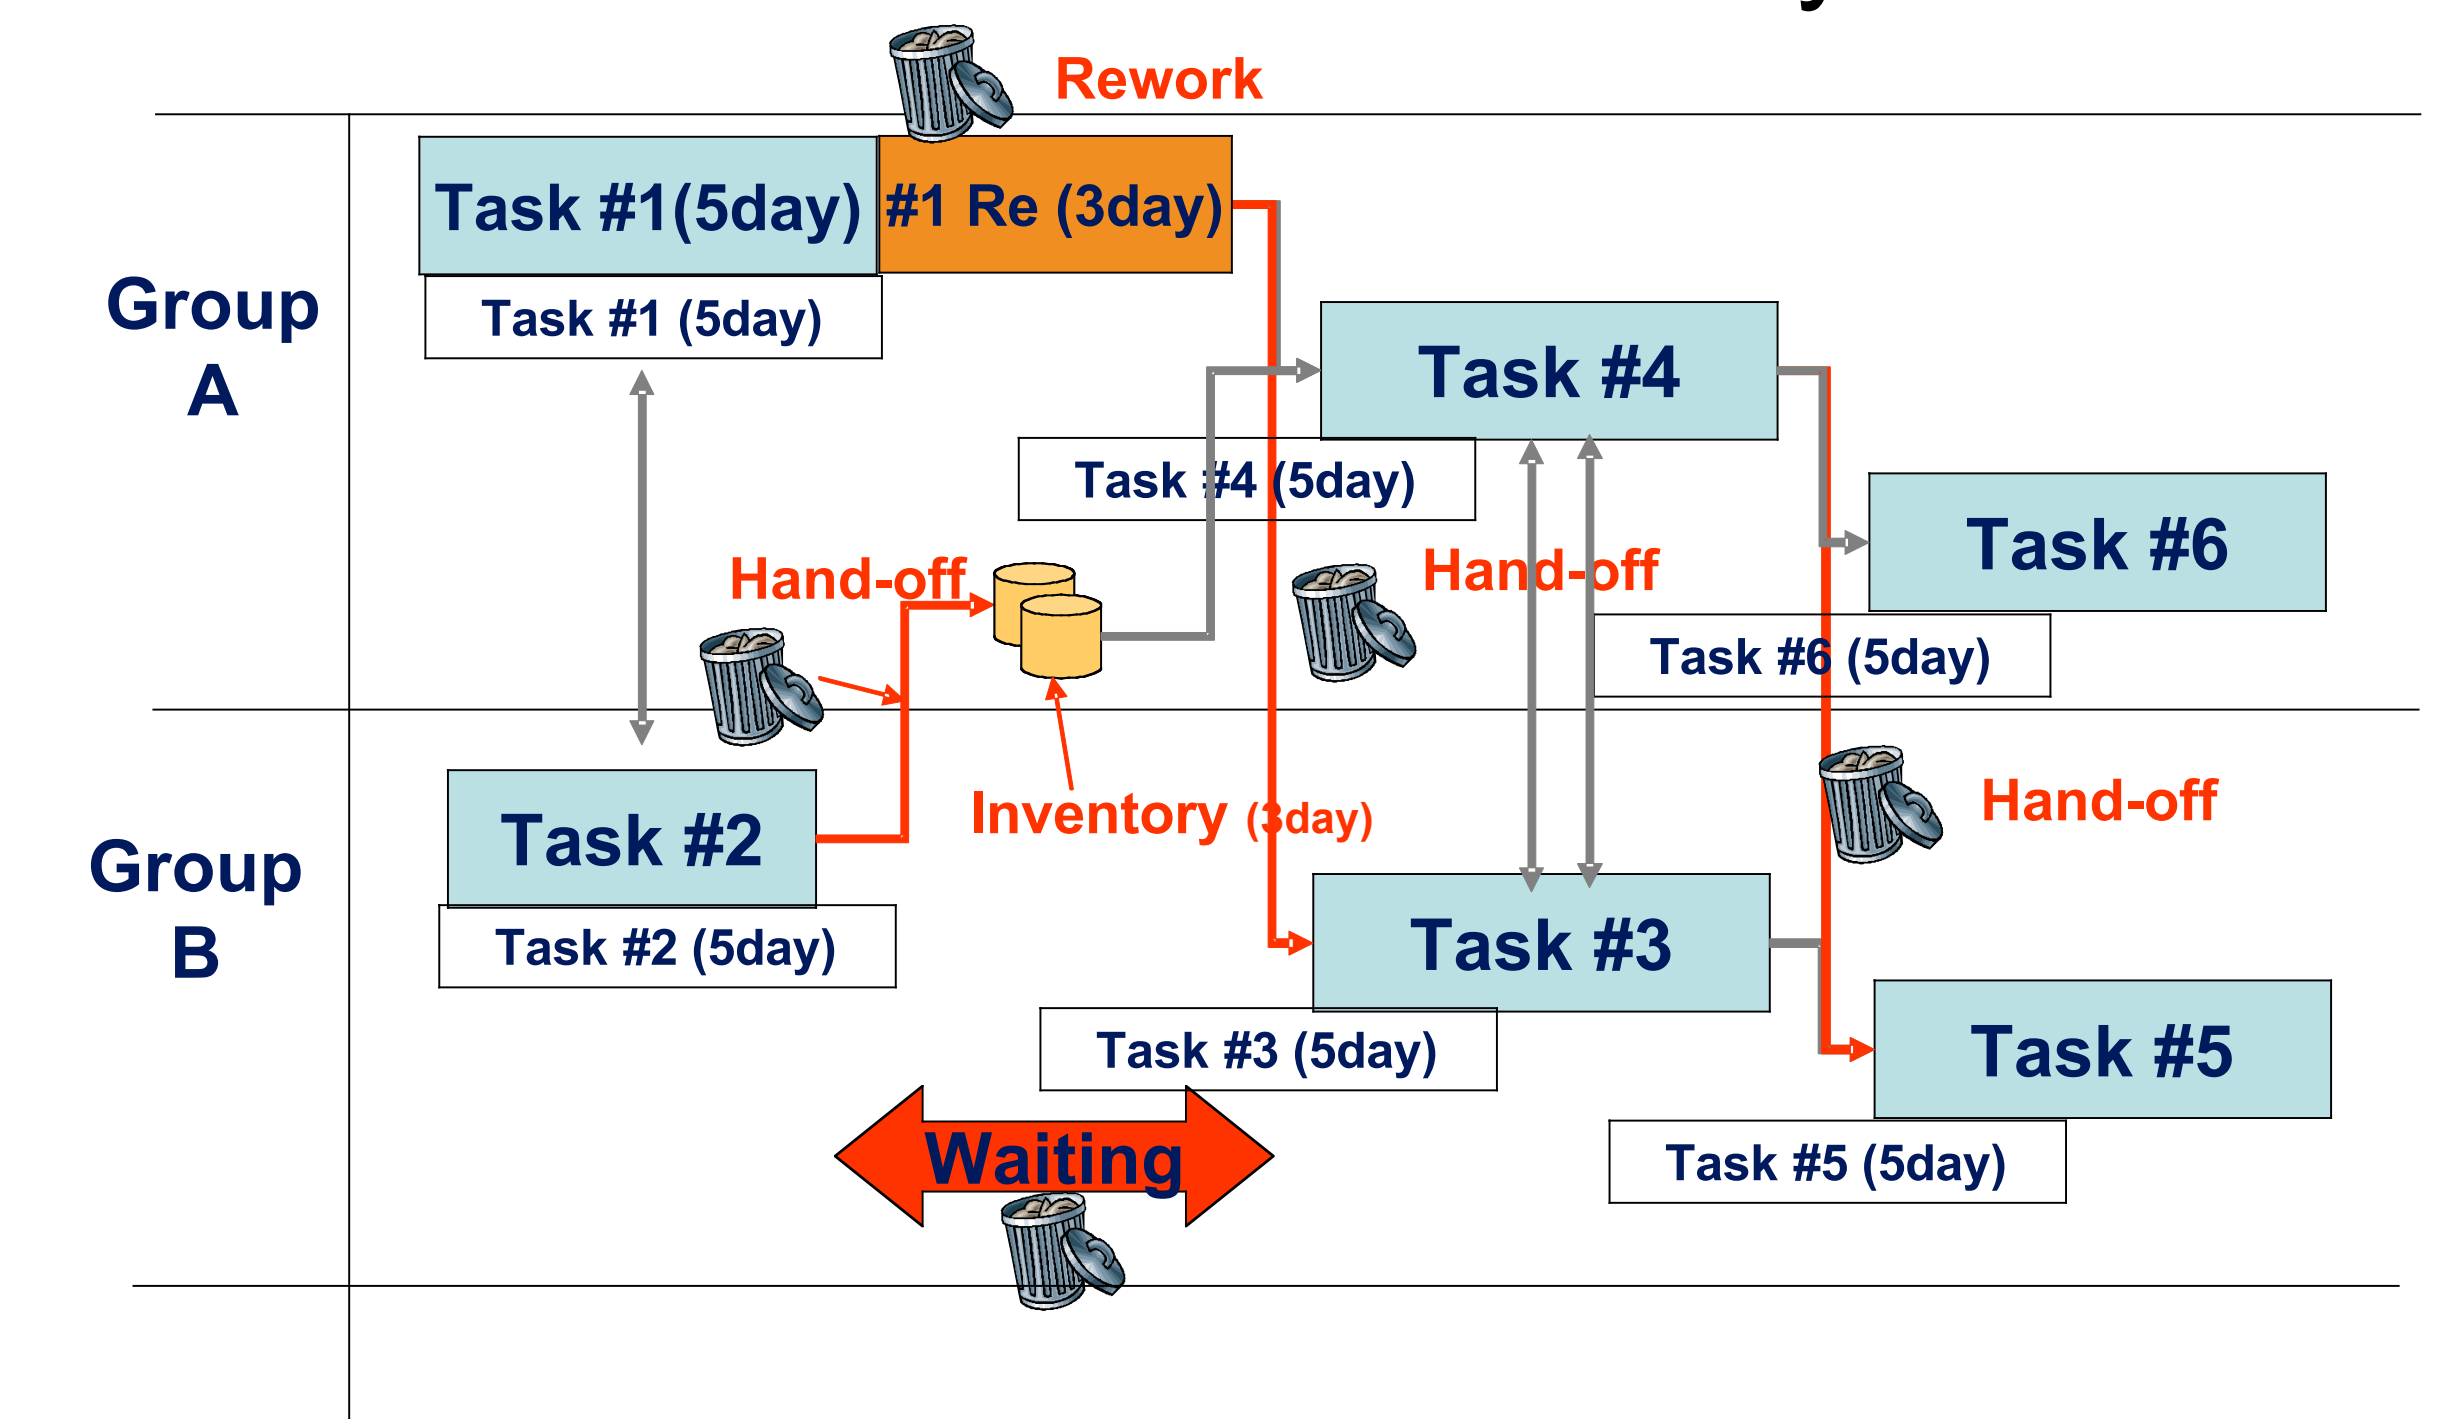 Rework
Task #1(5day)
#1 Re (3day)
Group
A
Task #1 (5day)
Task #4
Task #4 (5day)
Hand-off
Hand-off
Task #6
Task #6 (5day)
Group
B
Task #2
Inventory (3day)
Hand-off
Task #2 (5day)
Task #3
Task #3 (5day)
Task #5
Waiting
Task #5 (5day)